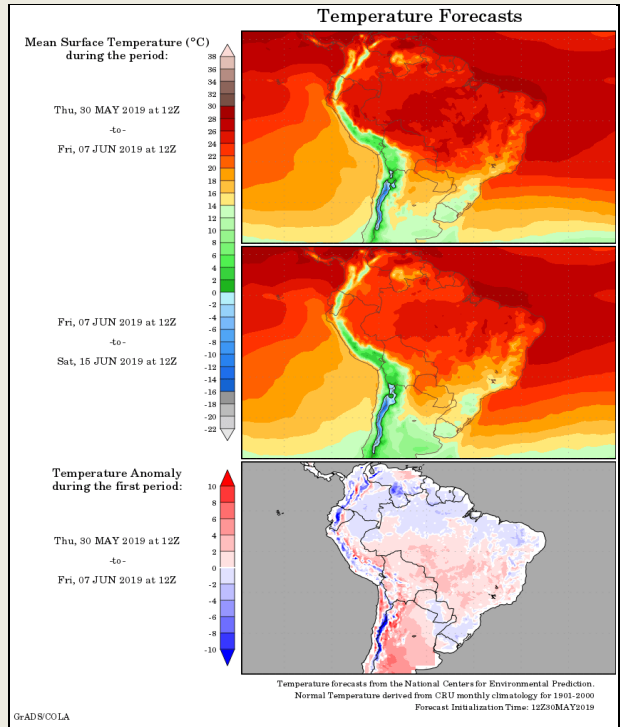 Temperature Forecasts
Mean Surface Temperature (°C)
during the period:
Thu, 30 MAY 2019 at 12Z
-to-
Fri, 07 JUN 2019 at 12Z
38
36
34
32
30
28
26
24
22
20
18
16
14
12
10
8
6
4
2
0
-2
-4
-6
-8
-10
-12
-14
-16
-18
-20
-22
Fri, 07 JUN 2019 at 12Z
-to-
Sat, 15 JUN 2019 at 12Z
Temperature Anomaly
during the first period:
Thu, 30 MAY 2019 at 12Z
-to-
Fri, 07 JUN 2019 at 12Z
10
8
6
4
2
0
-2
-4
-6
-8
-10
Temperature forecasts from the National Centers for Environmental Prediction.
Normal Temperature derived from CRU monthly climatology for 1901-2000
Forecast Initialization Time: 12Z30MAY2019
GrADS/COLA